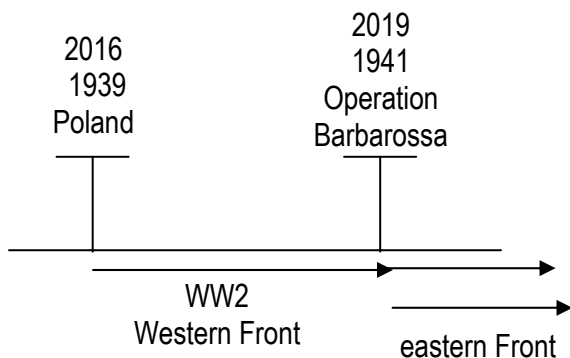 2016
1939
Poland
2019
1941
Operation
Barbarossa
WW2
Western Front
eastern Front